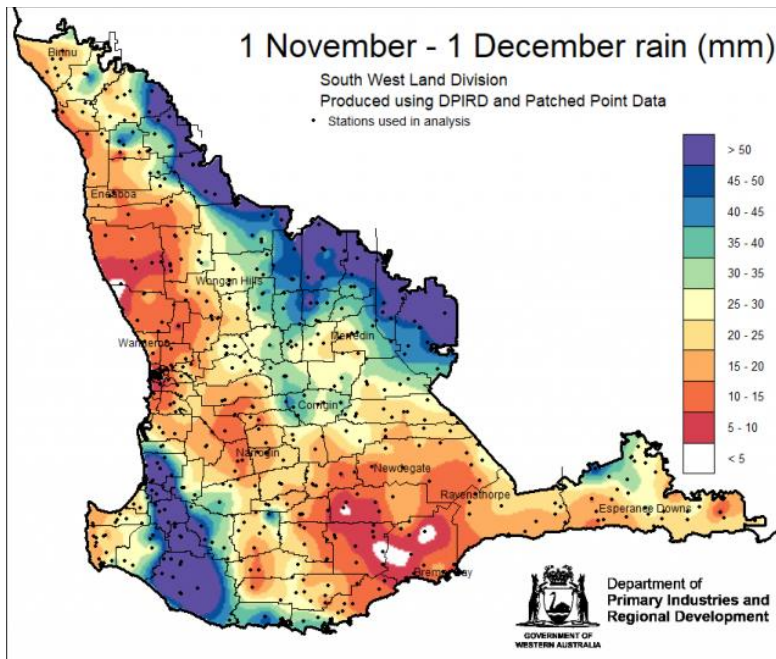 1 November - 1 December rain (mm)
South West Land Division
Produced using DPIRD and Patched Point Data
• Stations used in analysis
Binnu
Eneabba
Wongan Hills
Wanneroo
Merredin
Corrigin
Narrogin
Newdegate
Ravensthorpe
Esperance Downs
Bremer Bay
> 50
45 - 50
40 - 45
35 - 40
30 - 35
25 - 30
20 - 25
15 - 20
10 - 15
5 - 10
< 5
GOVERNMENT OF
WESTERN AUSTRALIA
Department of
Primary Industries and
Regional Development